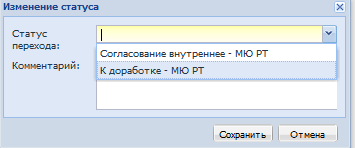 Изменение статуса
Статус
перехода:
Согласование внутреннее - МЮ РТ
К доработке - МЮ РТ
Комментарий:
Сохранить
Отмена